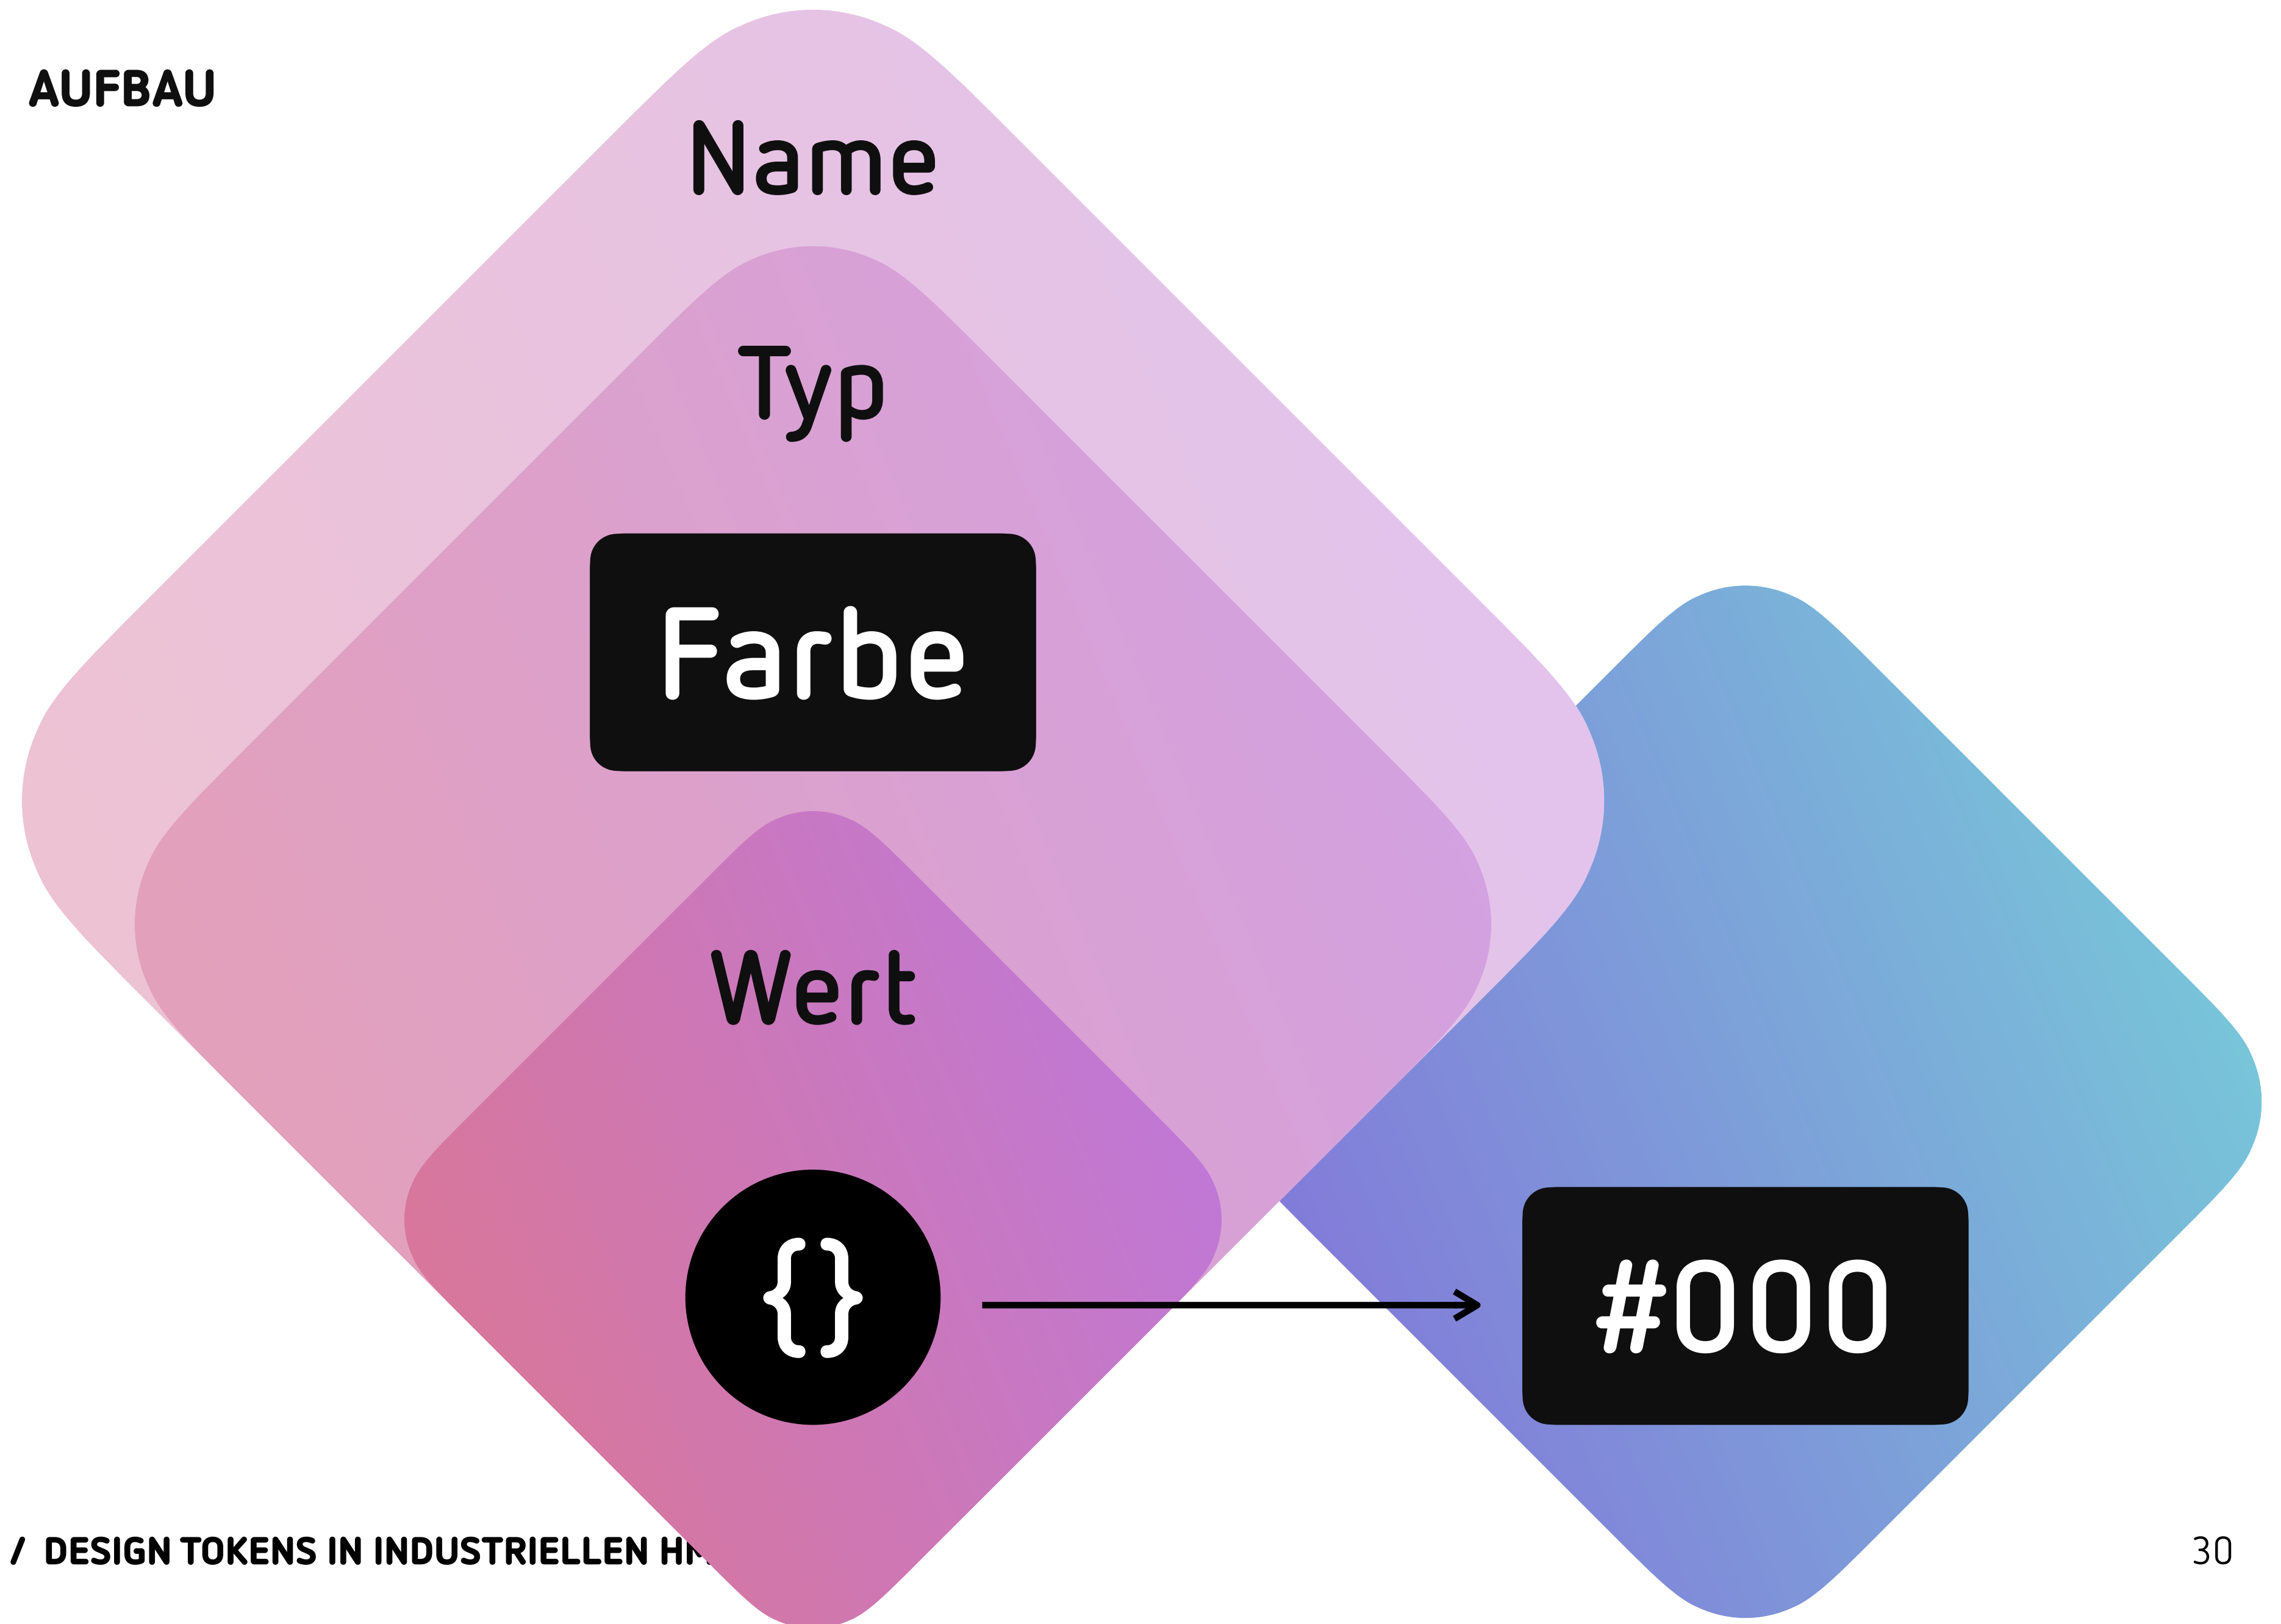 AUFBAU
Name
Typ
Farbe
Wert
{}
#000
/ DESIGN TOKENS IN INDUSTRIELLEN
30